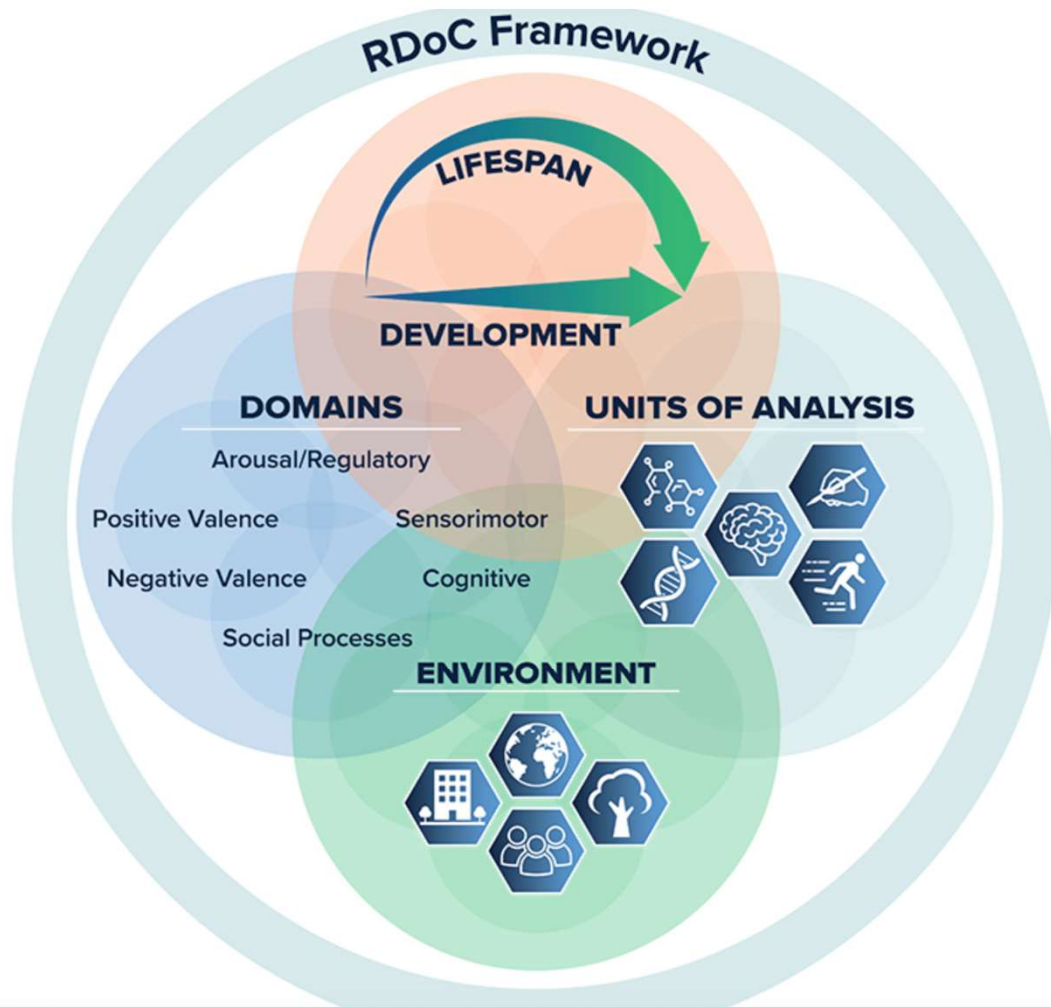 RDoC Framework
LIFESPAN
DEVELOPMENT
DOMAINS
Arousal/Regulatory
Positive Valence
Sensorimotor
Negative Valence
Cognitive
Social Processes
UNITS OF ANALYSIS
ENVIRONMENT